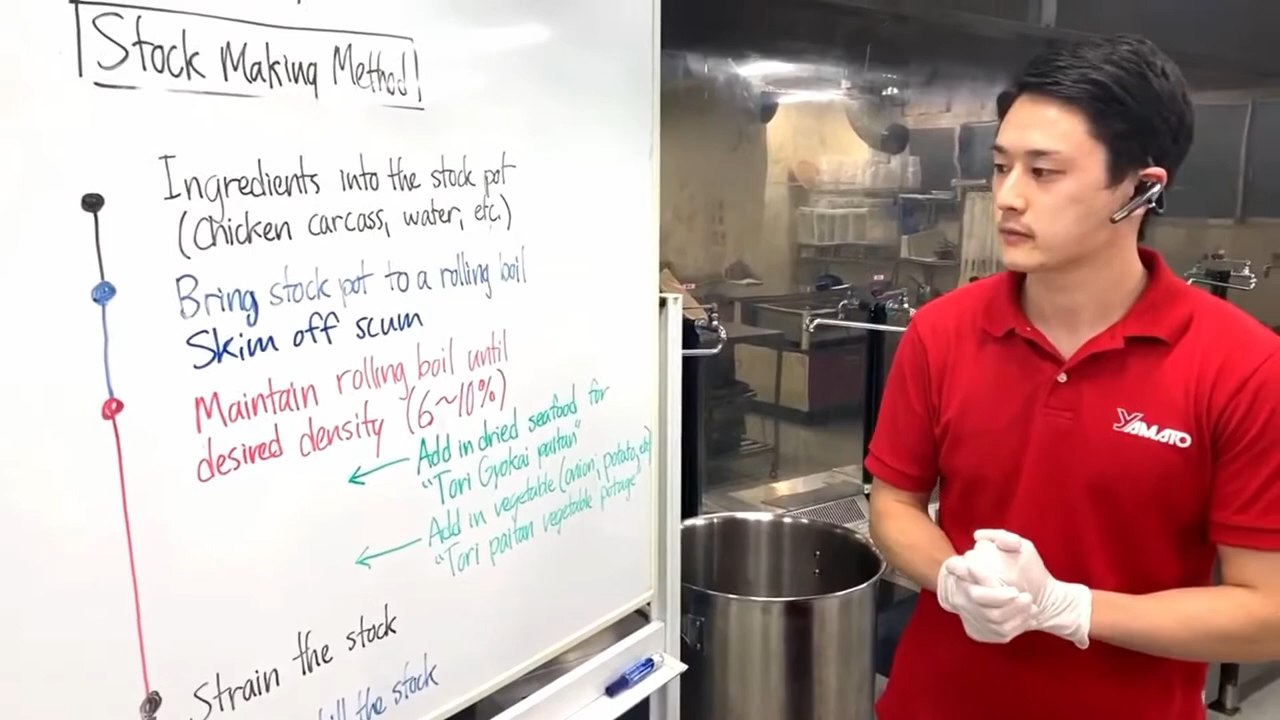 Stock Making Method!
Ingredients into the stock pot
(Chicken carcass, water, etc.)
Bring stock pot to a rolling boil
Skim off scum
Maintain rolling boil until
desired density (6~10%)
Add in dried seafood for
"Tori Gyokai paitan"
Add in vegetable (onion, potato, etc)
"Tori paitan vegetable potage"
Strain the stock
the stock
YAMATO